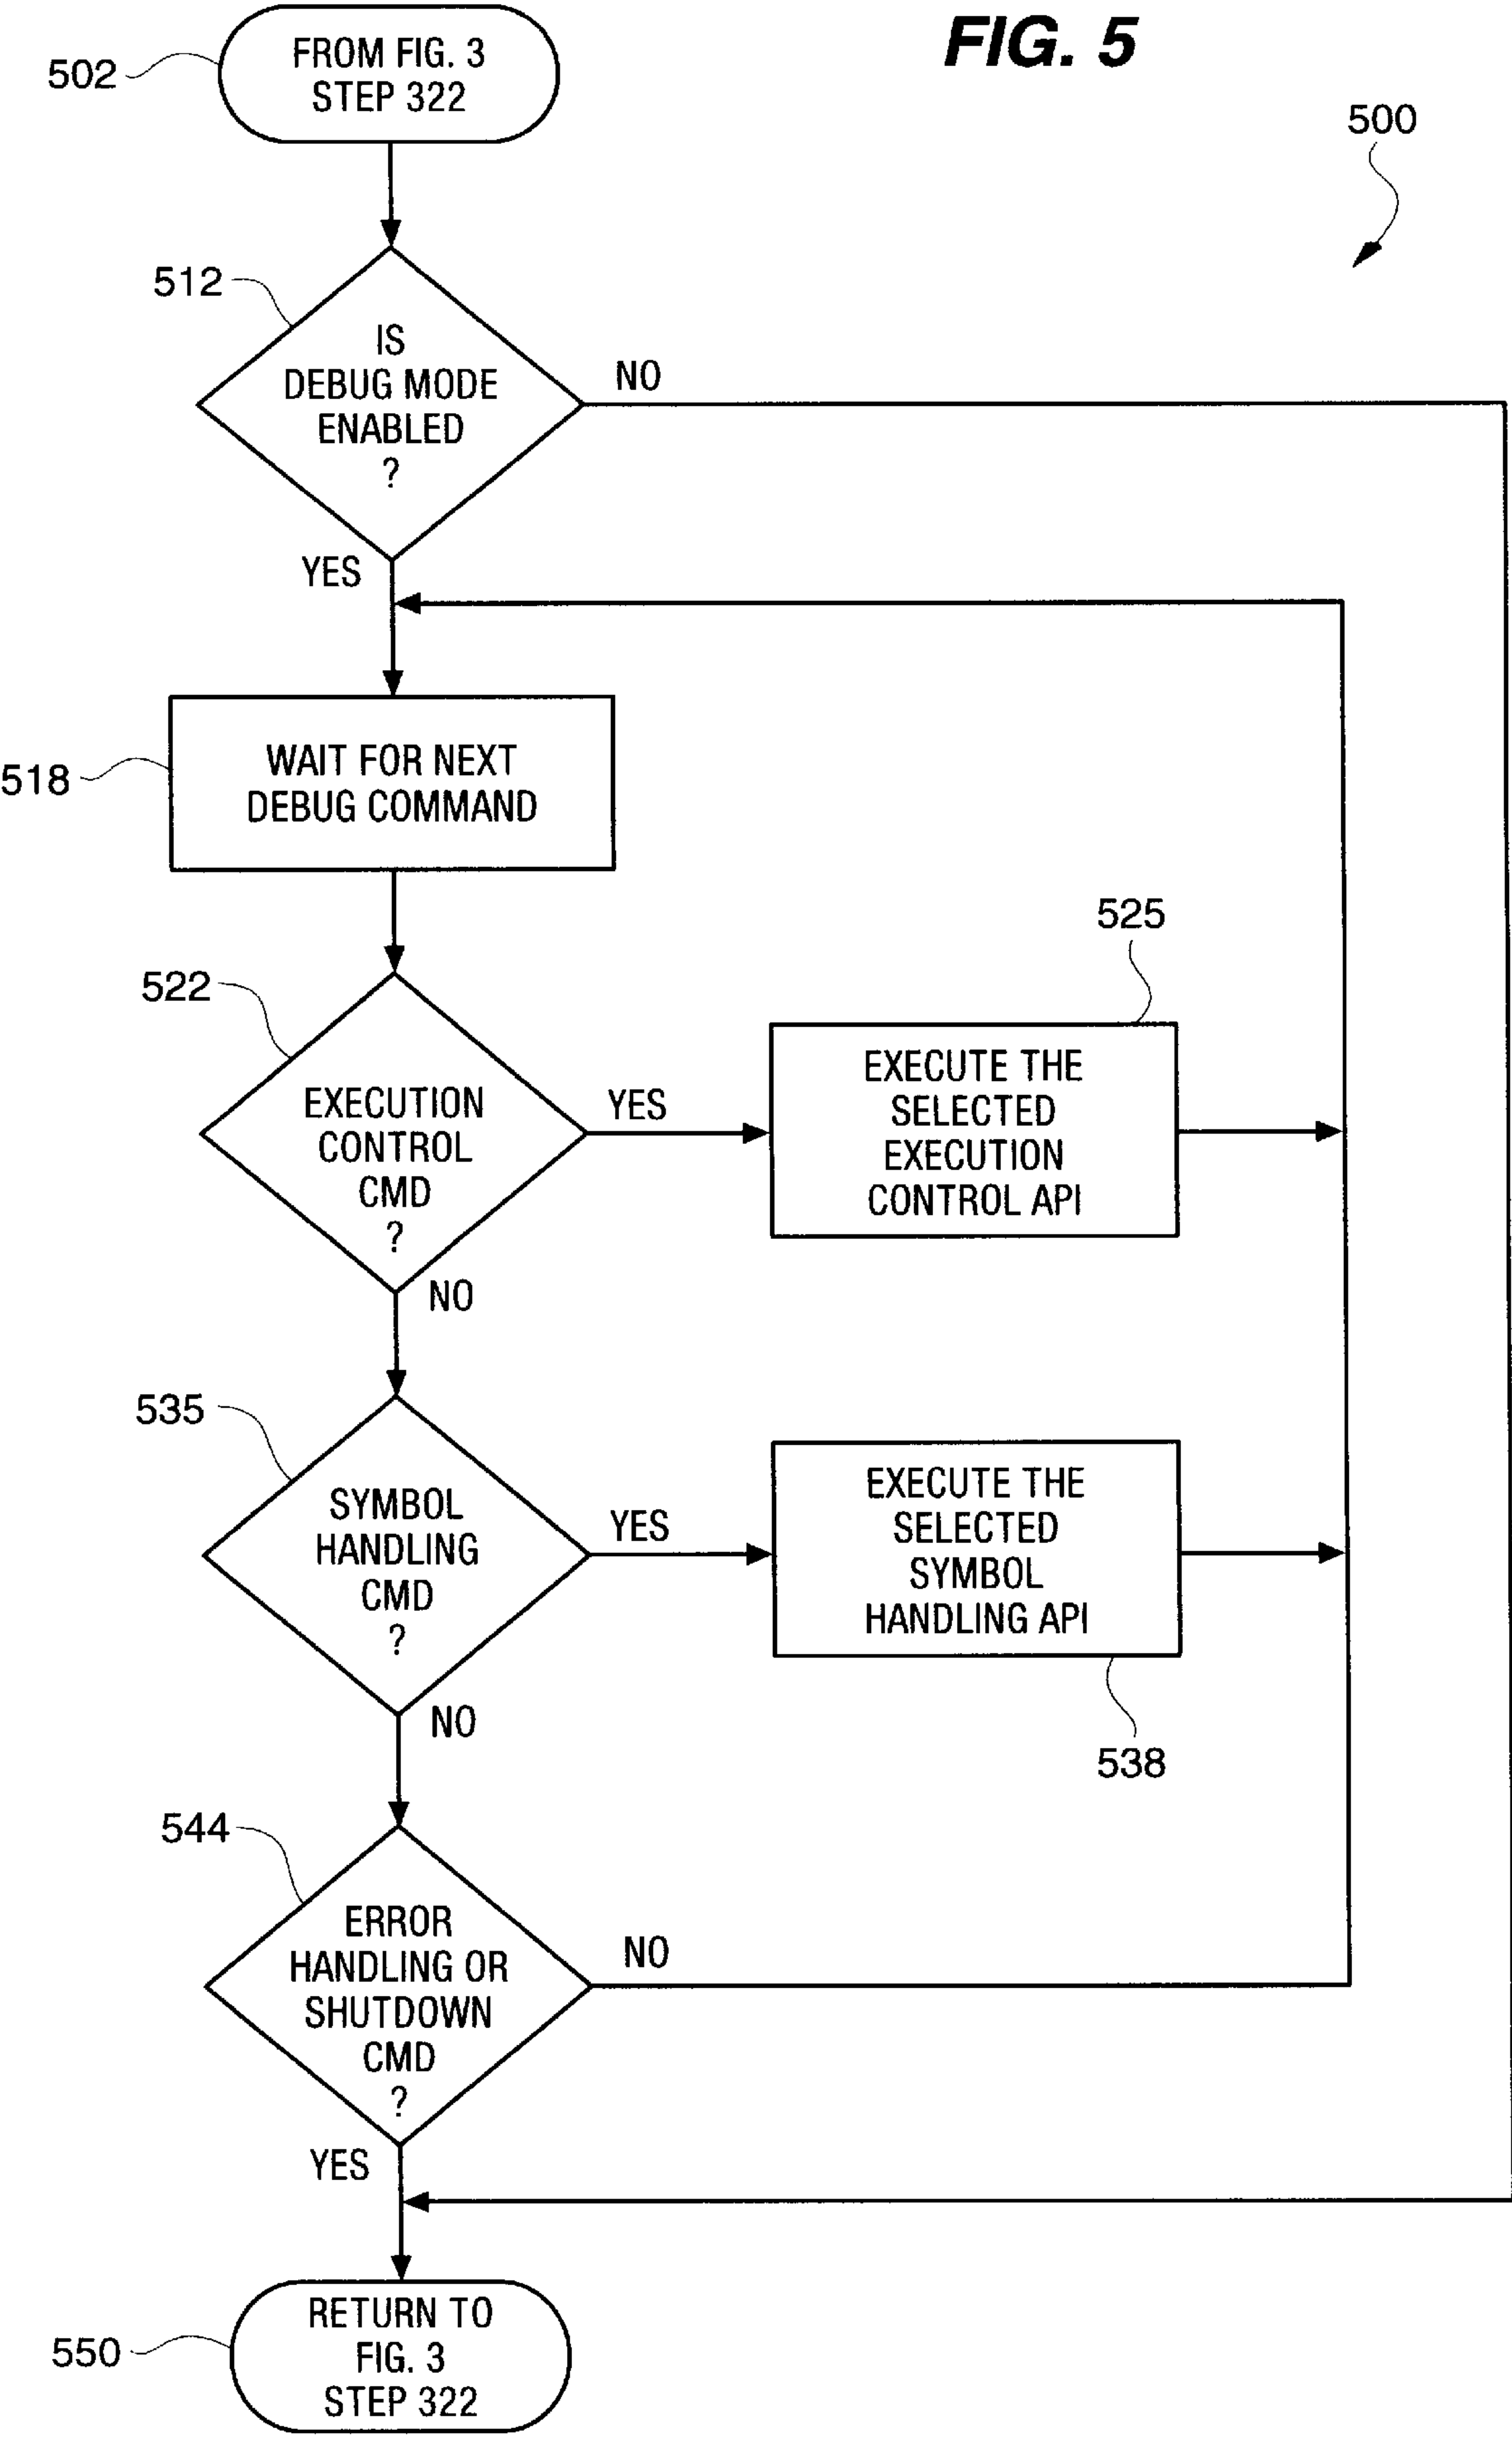 FIG. 5
500
502
FROM FIG. 3
STEP 322
512
IS
DEBUG MODE
ENABLED
?
NO
YES
518
WAIT FOR NEXT
DEBUG COMMAND
522
EXECUTION
CONTROL
CMD
?
YES
525
EXECUTE THE
SELECTED
EXECUTION
CONTROL API
NO
535
SYMBOL
HANDLING
CMD
?
YES
EXECUTE THE
SELECTED
SYMBOL
HANDLING API
538
NO
544
ERROR
HANDLING OR
SHUTDOWN
CMD
?
NO
YES
550
RETURN TO
FIG. 3
STEP 322